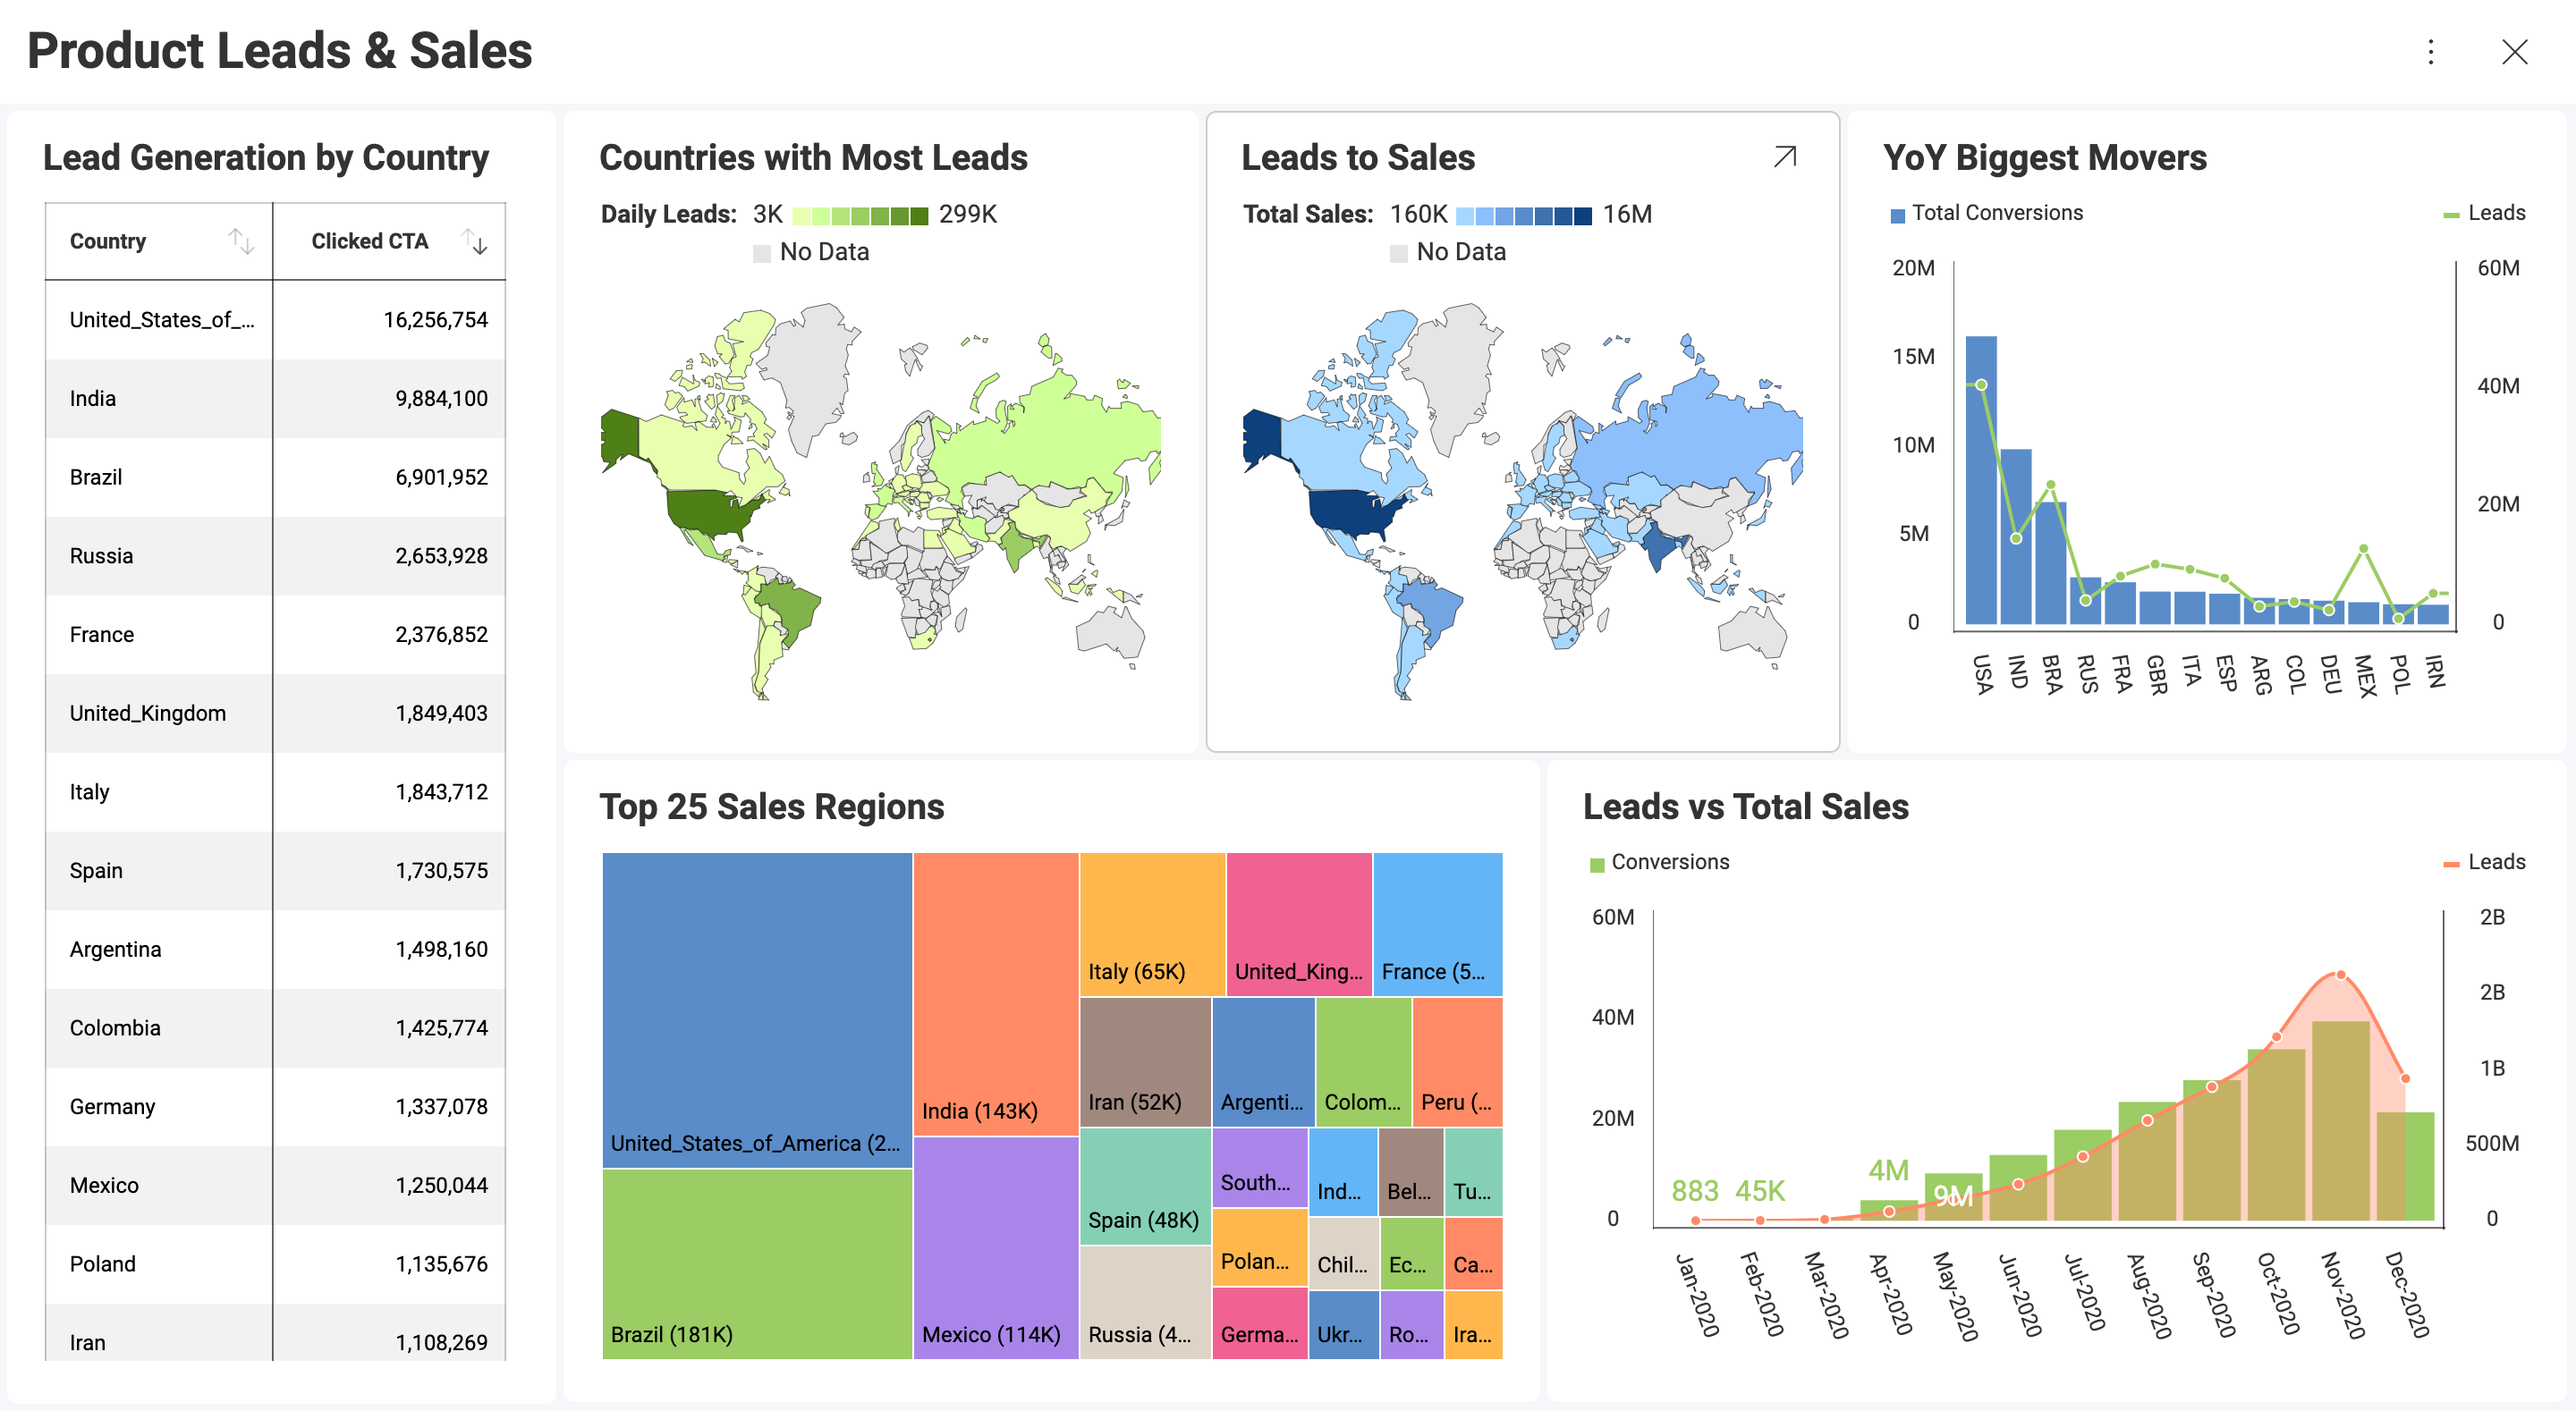 Product Leads & Sales
Lead Generation by Country
Country Clicked CTA
United_States_of_... 16,256,754
India 9,884,100
Brazil 6,901,952
Russia 2,653,928
France 2,376,852
United_Kingdom 1,849,403
Italy 1,843,712
Spain 1,730,575
Argentina 1,498,160
Colombia 1,425,774
Germany 1,337,078
Mexico 1,250,044
Poland 1,135,676
Iran 1,108,269
Countries with Most Leads
Daily Leads: 3K 299K
No Data
Leads to Sales
Total Sales: 160K 16M
No Data
YoY Biggest Movers
Total Conversions Leads
20M 60M
15M
40M
10M
20M
5M
0 0
USA IND BRA RUS FRA GBR ITA ESP ARG COL DEU MEX POL IRN
Top 25 Sales Regions
Italy (65K) United_King... France (5...
Iran (52K) Argenti... Colom... Peru (...
India (143K)
United_States_of_America (2...
South... Ind... Bel... Tu...
Spain (48K)
Polan... Chil... Ec... Ca...
Brazil (181K) Mexico (114K) Russia (4... Germa... Ukr... Ro... Ira...
Leads vs Total Sales
Conversions Leads
60M 2B
2B
40M
1B
20M
500M
4M
883 45K 9M
0 0
Jan-2020 Feb-2020 Mar-2020 Apr-2020 May-2020 Jun-2020 Jul-2020 Aug-2020 Sep-2020 Oct-2020 Nov-2020 Dec-2020